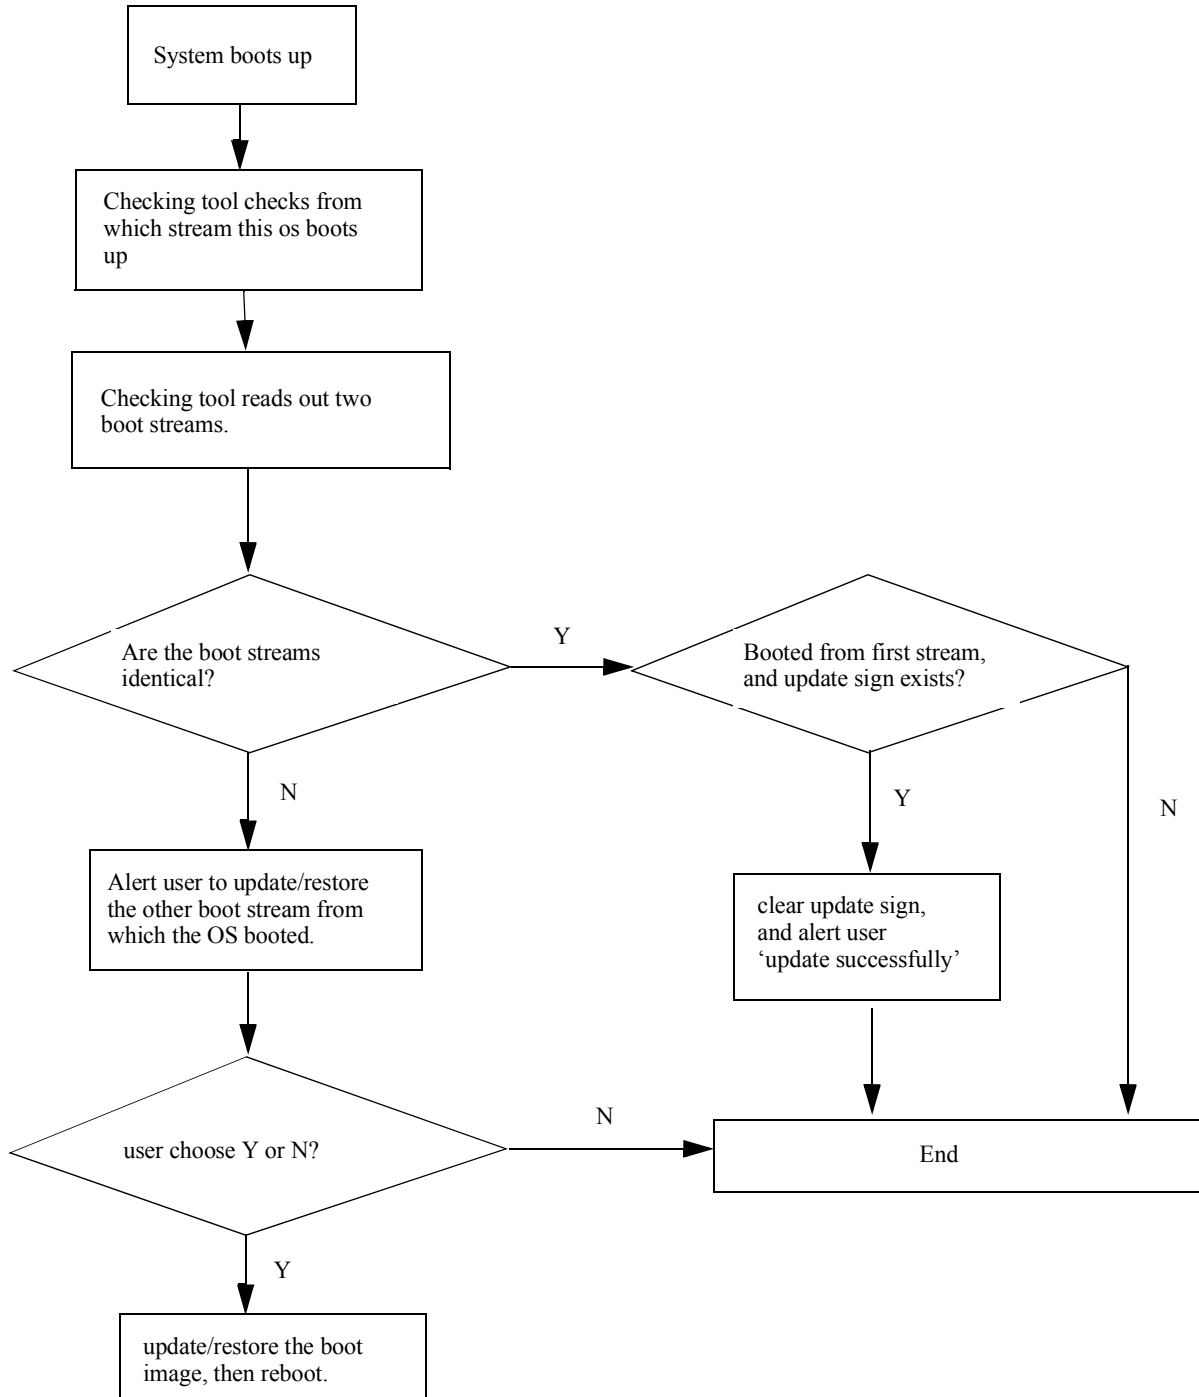 System boots up
Checking tool checks from
which stream this os boots
up
Checking tool reads out two
boot streams.
Are the boot streams
identical?
Y
Booted from first stream,
and update sign exists?
N
Y
N
Alert user to update/restore
the other boot stream from
which the OS booted.
clear update sign,
and alert user
‘update successfully’
user choose Y or N?
N
End
Y
update/restore the boot
image, then reboot.